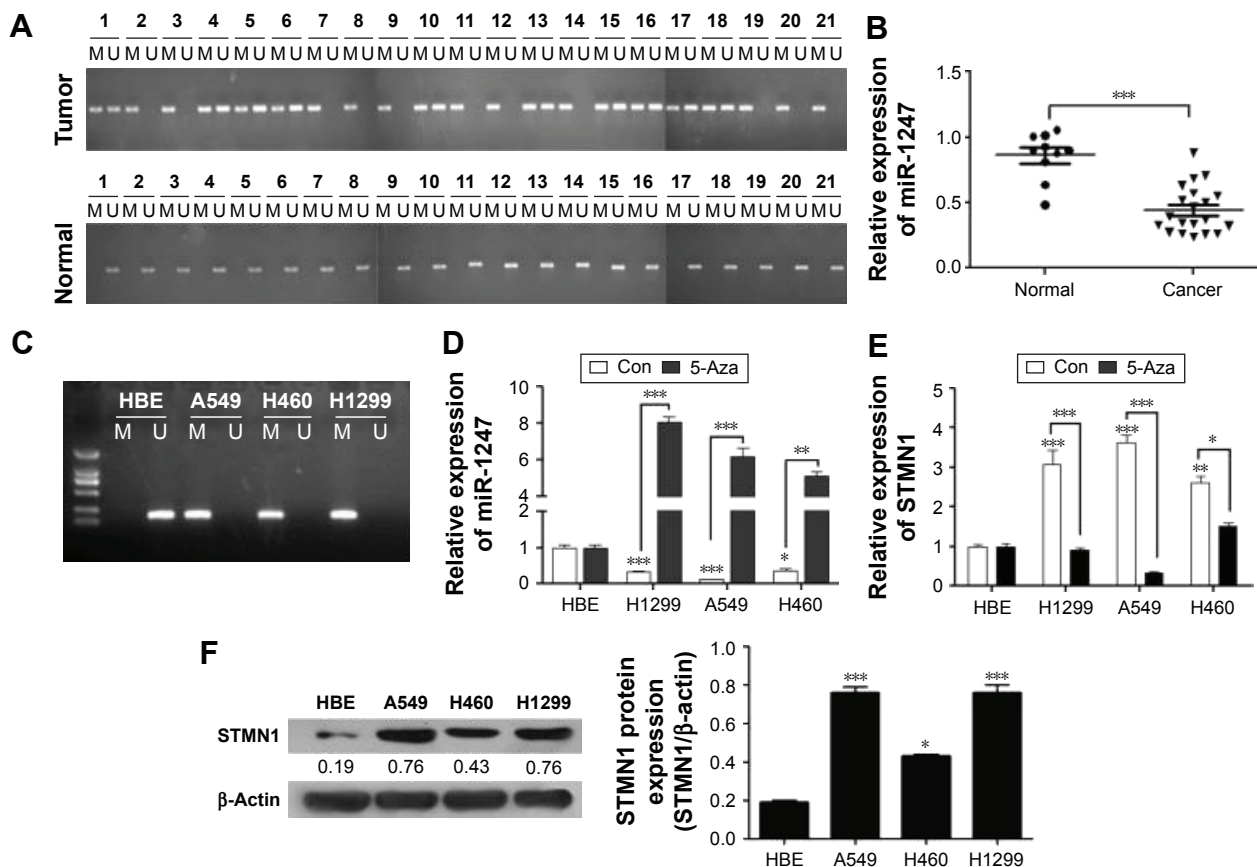 A
1 2 3 4 5 6 7 8 9 10 11 12 13 14 15 16 17 18 19 20 21
M U M U M U M U M U M U M U M U M U M U M U M U M U M U M U M U M U M U M U M U M U
Tumor
1 2 3 4 5 6 7 8 9 10 11 12 13 14 15 16 17 18 19 20 21
M U M U M U M U M U M U M U M U M U M U M U M U M U M U M U M U M U M U M U M U M U
Normal
B
Relative expression
of miR-1247
1.5
1.0
0.5
0.0
***
Normal Cancer
C
HBE A549 H460 H1299
M U M U M U M U
D
Con 5-Aza
Relative expression
of miR-1247
10
8
6
4
2
1
0
*** *** **
*** *** *
HBE H1299 A549 H460
E
Con 5-Aza
Relative expression
of STMN1
5
4
3
2
1
0
*** *** *
*** *** **
HBE H1299 A549 H460
F
HBE A549 H460 H1299
STMN1
0.19 0.76 0.43 0.76
β-Actin
STMN1 protein
expression
(STMN1/β-actin)
1.0
0.8
0.6
0.4
0.2
0.0
*** * ***
HBE A549 H460 H1299